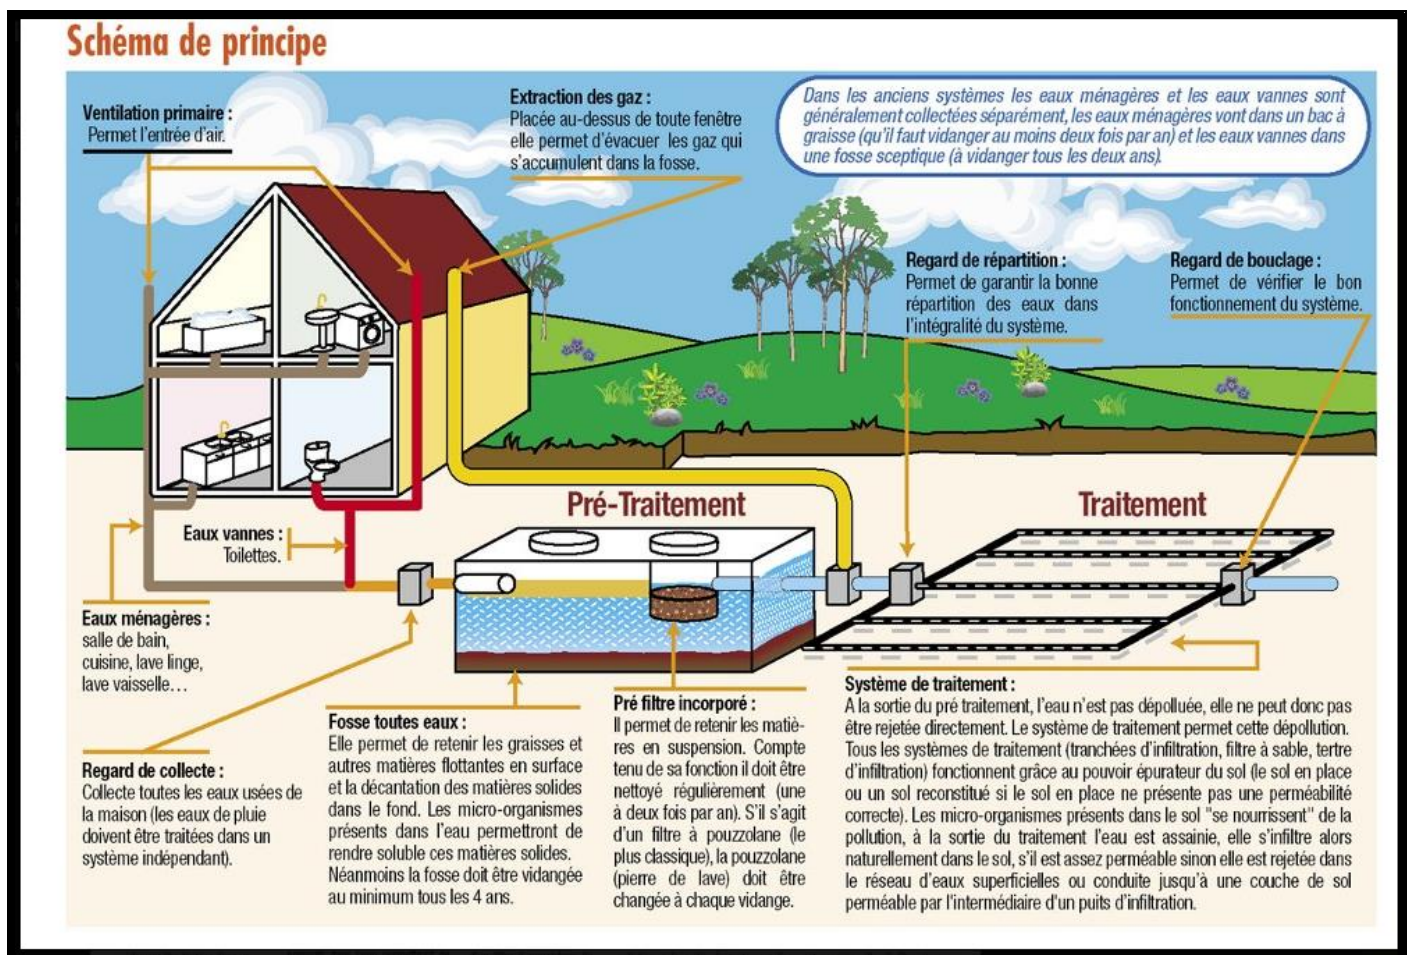 Schéma de principe
Ventilation primaire :
Permet l'entrée d'air.
Extraction des gaz :
Placée au-dessus de toute fenêtre
elle permet d'évacuer les gaz qui
s'accumulent dans la fosse.
Dans les anciens systèmes les eaux ménagères et les eaux vannes sont
généralement collectées séparément, les eaux ménagères vont dans un bac à
graisse (qu'il faut vidanger au moins deux fois par an) et les eaux vannes dans
une fosse sceptique (à vidanger tous les deux ans).
Regard de répartition :
Permet de garantir la bonne
répartition des eaux dans
l'intégralité du système.
Regard de bouclage :
Permet de vérifier le bon
fonctionnement du système.
Pré-Traitement
Traitement
Eaux vannes :
Toilettes.
Eaux ménagères :
salle de bain,
cuisine, lave linge,
lave vaisselle…
Regard de collecte :
Collecte toutes les eaux usées de
la maison (les eaux de pluie
doivent être traitées dans un
système indépendant).
Fosse toutes eaux :
Elle permet de retenir les graisses et
autres matières flottantes en surface
et la décantation des matières solides
dans le fond. Les micro-organismes
présents dans l'eau permettront de
rendre soluble ces matières solides.
Néanmoins la fosse doit être vidangée
au minimum tous les 4 ans.
Pré filtre incorporé :
Il permet de retenir les matiè-
res en suspension. Compte
tenu de sa fonction il doit être
nettoyé régulièrement (une
à deux fois par an). S'il s'agit
d'un filtre à pouzzolane (le
plus classique), la pouzzolane
(pierre de lave) doit être
changée à chaque vidange.
Système de traitement :
A la sortie du pré traitement, l'eau n'est pas dépolluée, elle ne peut donc pas
être rejetée directement. Le système de traitement permet cette dépollution.
Tous les systèmes de traitement (tranchées d'infiltration, filtre à sable, tertre
d'infiltration) fonctionnent grâce au pouvoir épurateur du sol (le sol en place
ou un sol reconstitué si le sol en place ne présente pas une perméabilité
correcte). Les micro-organismes présents dans le sol "se nourrissent" de la
pollution, à la sortie du traitement l'eau est assainie, elle s'infiltre alors
naturellement dans le sol, s'il est assez perméable sinon elle est rejetée dans
le réseau d'eaux superficielles ou conduite jusqu'à une couche de sol
perméable par l'intermédiaire d'un puits d'infiltration.